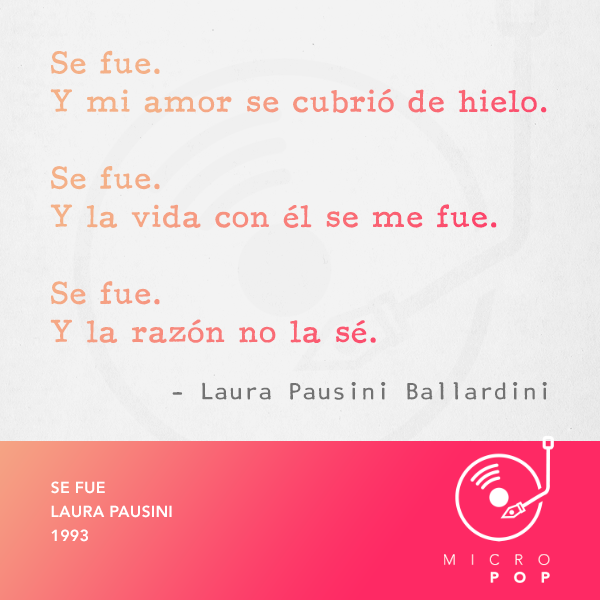 Se fue.
Y mi amor se cubrió de hielo.
Se fue.
Y la vida con él se me fue.
Se fue.
Y la razón no la sé.
– Laura Pausini Ballardini
SE FUE
LAURA PAUSINI
1993
MICRO
POP